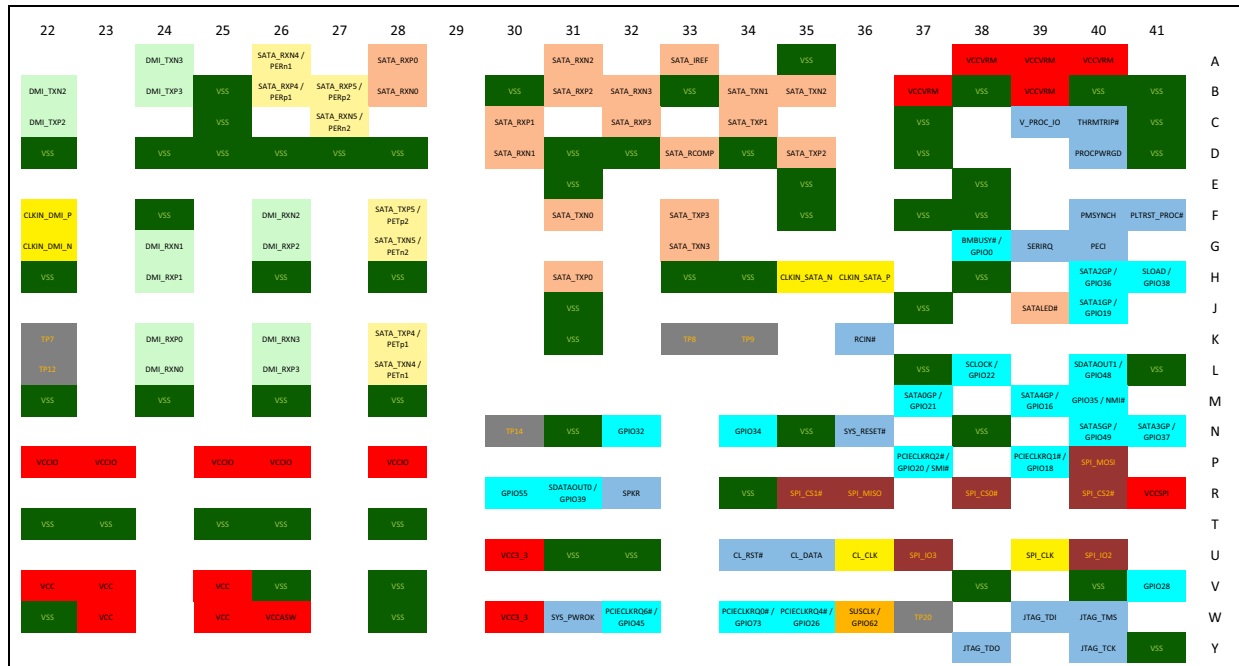 22 23 24 25 26 27 28 29 30 31 32 33 34 35 36 37 38 39 40 41
DMI_TXN3 SATA_RXN4 / PERn1 SATA_RXP0 SATA_RXN2 SATA_IREF VSS VCCVRM VCCVRM VCCVRM A
DMI_TXN2 DMI_TXP3 VSS SATA_RXP4 / PERp1 SATA_RXP5 / PERp2 SATA_RXN0 VSS SATA_RXP2 SATA_RXN3 VSS SATA_TXN1 SATA_TXN2 VCCVRM VSS VCCVRM VSS VSS B
DMI_TXP2 VSS SATA_RXN5 / PERn2 SATA_RXP1 SATA_RXP3 SATA_TXP1 VSS V_PROC_IO THRMTRIP# VSS C
VSS VSS VSS VSS VSS VSS SATA_RXN1 VSS VSS SATA_RCOMP VSS SATA_TXP2 VSS PROCPWRGD VSS D
VSS VSS VSS E
CLKIN_DMI_P VSS DMI_RXN2 SATA_TXP5 / PETp2 SATA_TXN0 SATA_TXP3 VSS VSS VSS PMSYNCH PLTRST_PROC# F
CLKIN_DMI_N DMI_RXN1 DMI_RXP2 SATA_TXN5 / PETn2 SATA_TXN3 BMBUSY# / GPIO0 SERIRQ PECI G
VSS DMI_RXP1 VSS VSS SATA_TXP0 VSS VSS CLKIN_SATA_N CLKIN_SATA_P VSS SATA2GP / GPIO36 SLOAD / GPIO38 H
VSS VSS SATALED# SATA1GP / GPIO19 J
TP7 DMI_RXP0 DMI_RXN3 SATA_TXP4 / PETp1 VSS TP8 TP9 RCIN# K
TP12 DMI_RXN0 DMI_RXP3 SATA_TXN4 / PETn1 VSS SCLOCK / GPIO22 SDATAOUT1 / GPIO48 VSS L
VSS VSS VSS VSS SATA0GP / GPIO21 SATA4GP / GPIO16 GPIO35 / NMI# M
TP14 VSS GPIO32 GPIO34 VSS SYS_RESET# VSS SATA5GP / GPIO49 SATA3GP / GPIO37 N
VCCIO VCCIO VCCIO VCCIO VCCIO PCIECLKRQ2# / GPIO20 / SMI# PCIECLKRQ1# / GPIO18 SPI_MOSI P
GPIO55 SDATAOUT0 / GPIO39 SPKR VSS SPI_CS1# SPI_MISO SPI_CS0# SPI_CS2# VCCSPI R
VSS VSS VSS VSS VSS T
VCC3_3 VSS VSS CL_RST# CL_DATA CL_CLK SPI_IO3 SPI_CLK SPI_IO2 U
VCC VCC VCC VSS VSS VSS VSS GPIO28 V
VSS VCC VCC VCCASW VSS VCC3_3 SYS_PWROK PCIECLKRQ6# / GPIO45 PCIECLKRQ0# / GPIO73 PCIECLKRQ4# / GPIO26 SUSCLK / GPIO62 TP20 JTAG_TDI JTAG_TMS W
JTAG_TDO JTAG_TCK VSS Y